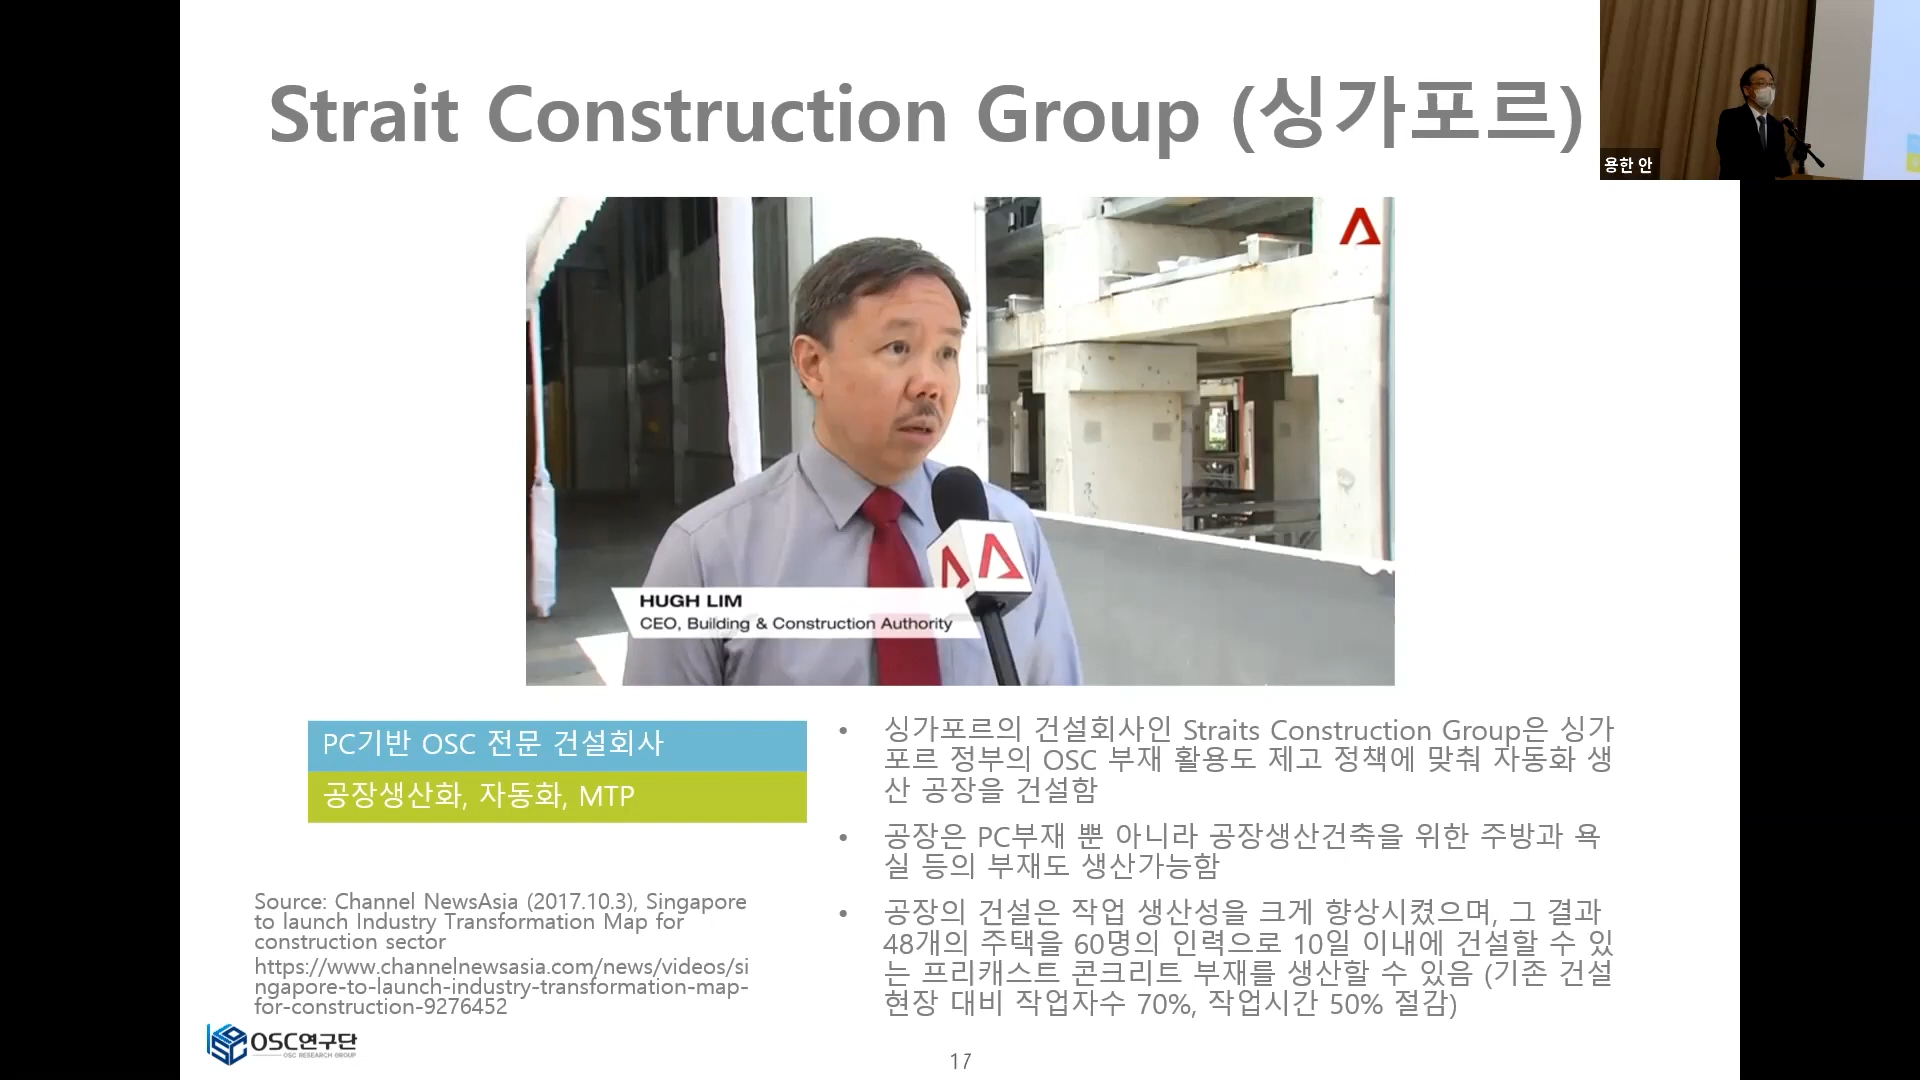 Strait Construction Group (싱가포르)
용한 안
HUGH LIM
CEO, Building & Construction Authority
PC기반 OSC 전문 건설회사
공장생산화, 자동화, MTP
• 싱가포르의 건설회사인 Straits Construction Group은 싱가
포르 정부의 OSC 부재 활용도 제고 정책에 맞춰 자동화 생
산 공장을 건설함
• 공장은 PC부재 뿐 아니라 공장생산건축을 위한 주방과 욕
실 등의 부재도 생산가능함
• 공장의 건설은 작업 생산성을 크게 향상시켰으며, 그 결과
48개의 주택을 60명의 인력으로 10일 이내에 건설할 수 있
는 프리캐스트 콘크리트 부재를 생산할 수 있음 (기존 건설
현장 대비 작업자수 70%, 작업시간 50% 절감)
Source: Channel NewsAsia (2017.10.3), Singapore
to launch Industry Transformation Map for
construction sector
https://www.channelnewsasia.com/news/videos/si
ngapore-to-launch-industry-transformation-map-
for-construction-9276452
OSC연구단
OSC RESEARCH GROUP
17